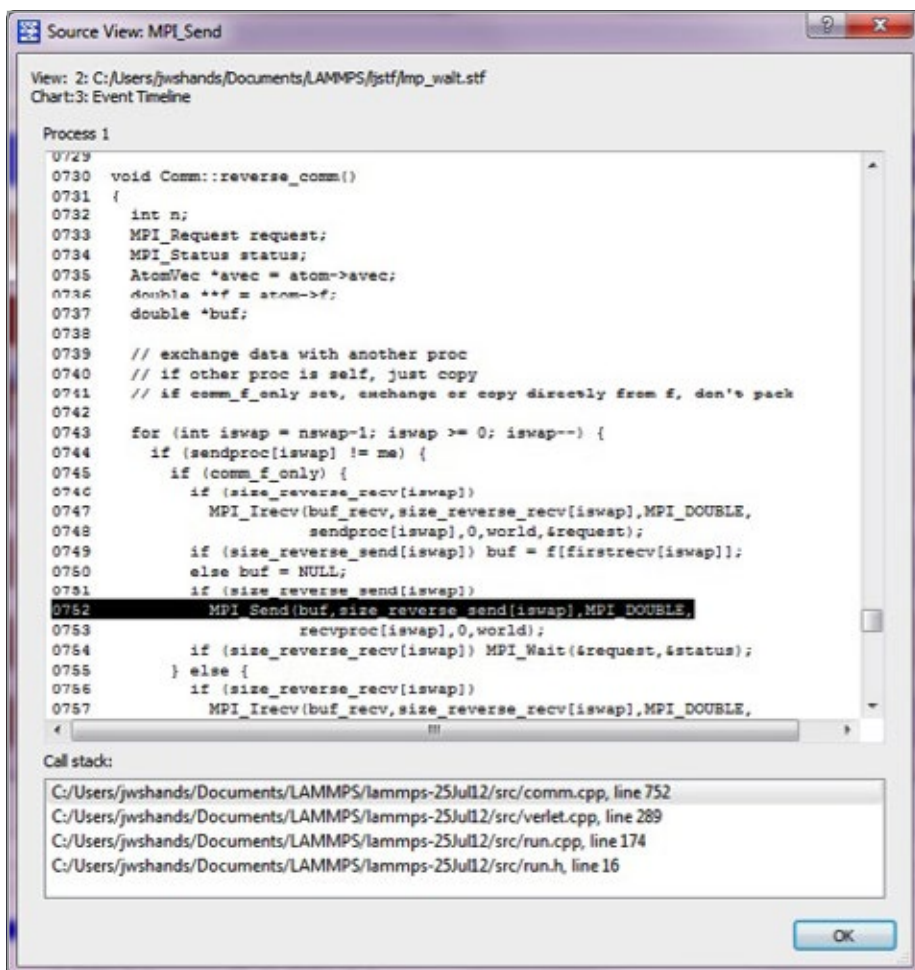 Source View: MPI_Send
View: 2: C:/Users/jwshands/Documents/LAMMPS/ljstf/lmp_walt.stf
Chart:3: Event Timeline
Process 1
0729
0730 void Comm::reverse_comm()
0731 {
0732 int n;
0733 MPI_Request request;
0734 MPI_Status status;
0735 AtomVec *avec = atom->avec;
0736 double **f = atom->f;
0737 double *buf;
0738
0739 // exchange data with another proc
0740 // if other proc is self, just copy
0741 // if comm_f_only set, exchange or copy directly from f, don't pack
0742
0743 for (int iswap = nswap-1; iswap >= 0; iswap--) {
0744 if (sendproc[iswap] != me) {
0745 if (comm_f_only) {
0746 if (size_reverse_recv[iswap])
0747 MPI_Irecv(buf_recv,size_reverse_recv[iswap],MPI_DOUBLE,
0748 sendproc[iswap],0,world,&request);
0749 if (size_reverse_send[iswap]) buf = f[firstrecv[iswap]];
0750 else buf = NULL;
0751 if (size_reverse_send[iswap])
0752 MPI_Send(buf,size_reverse_send[iswap],MPI_DOUBLE,
0753 recvproc[iswap],0,world);
0754 if (size_reverse_recv[iswap]) MPI_Wait(&request,&status);
0755 } else {
0756 if (size_reverse_recv[iswap])
0757 MPI_Irecv(buf_recv,size_reverse_recv[iswap],MPI_DOUBLE,
Call stack:
C:/Users/jwshands/Documents/LAMMPS/lammps-25Jul12/src/comm.cpp, line 752
C:/Users/jwshands/Documents/LAMMPS/lammps-25Jul12/src/verlet.cpp, line 289
C:/Users/jwshands/Documents/LAMMPS/lammps-25Jul12/src/run.cpp, line 174
C:/Users/jwshands/Documents/LAMMPS/lammps-25Jul12/src/run.h, line 16
OK